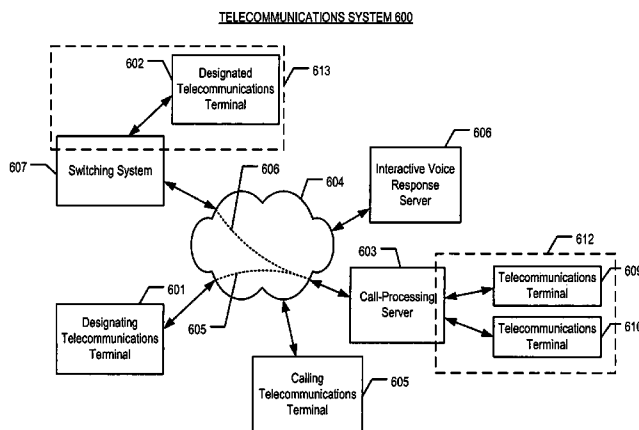 TELECOMMUNICATIONS SYSTEM 600
602
Designated
Telecommunications
Terminal
613
607
Switching System
606
604
606
Interactive Voice
Response
Server
612
603
Call-Processing
Server
Telecommunications
Terminal
609
Telecommunications
Terminal
616
601
Designating
Telecommunications
Terminal
605
Calling
Telecommunications
Terminal
605